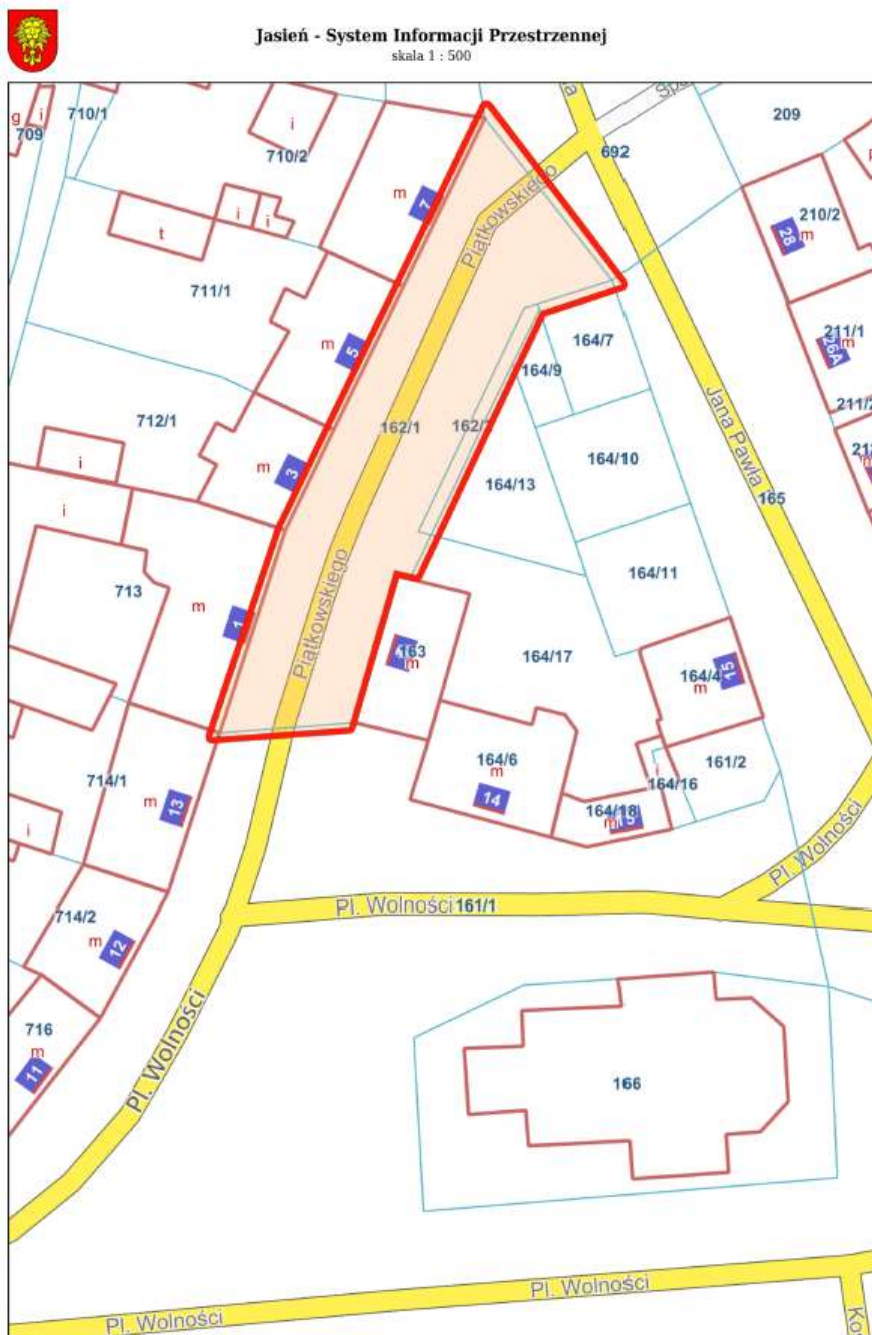 Jasień - System Informacji Przestrzennej
skala 1 : 500
g
i
709
710/1
i
710/2
209
692
m
7
Piątkowskiego
i
i
t
210/2
28
m
711/1
m
5
164/7
211/1
26A
m
164/9
211/2
712/1
162/1
Jana Pawła
m
3
i
164/10
164/13
165
i
713
164/11
m
1
Piątkowskiego
163
m
164/17
164/4
15
m
714/1
m
13
164/6
m
14
161/2
i
164/16
164/18
m
15
i
Pl. Wolności
Pl. Wolności
161/1
714/2
m
12
716
m
11
Pl. Wolności
166
Pl. Wolności
Pl. Wolności